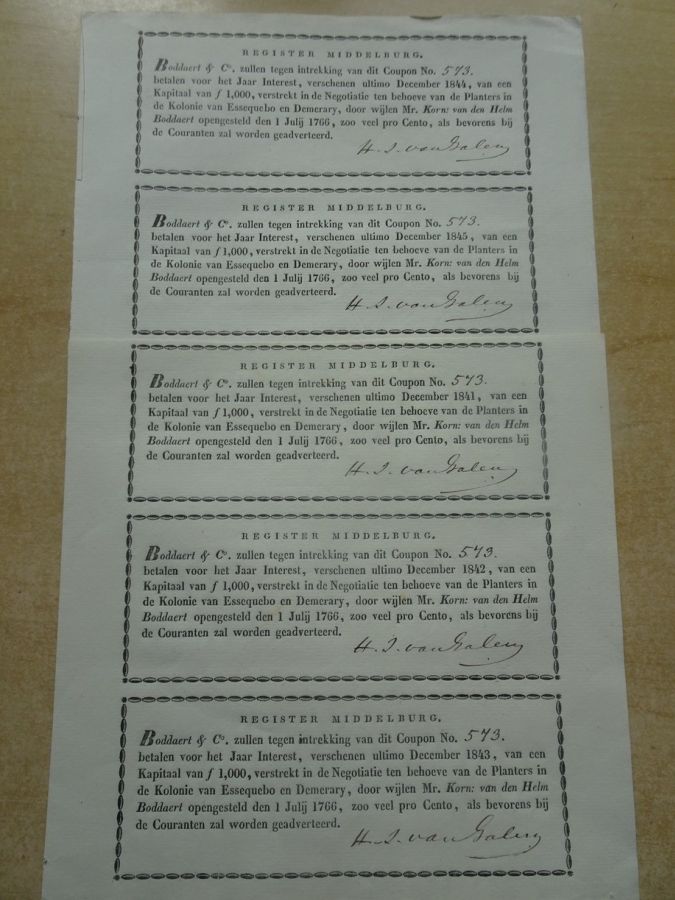 REGISTER MIDDELBURG.
Boddaert & Co. zullen tegen intrekking van dit Coupon No. 573.
betalen voor het Jaar Interest, verschenen ultimo December 1844, van een
Kapitaal van f 1,000, verstrekt in de Negotiatie ten behoeve van de Planters in
de Kolonie van Essequebo en Demerary, door wijlen Mr. Korn: van den Helm
Boddaert opengesteld den 1 Julij 1766, zoo veel pro Cento, als bevorens bij
de Couranten zal worden geadverteerd.
H. J. van Galen
REGISTER MIDDELBURG.
Boddaert & Co. zullen tegen intrekking van dit Coupon No. 573.
betalen voor het Jaar Interest, verschenen ultimo December 1845, van een
Kapitaal van f 1,000, verstrekt in de Negotiatie ten behoeve van de Planters in
de Kolonie van Essequebo en Demerary, door wijlen Mr. Korn: van den Helm
Boddaert opengesteld den 1 Julij 1766, zoo veel pro Cento, als bevorens bij
de Couranten zal worden geadverteerd.
H. J. van Galen
REGISTER MIDDELBURG.
Boddaert & Co. zullen tegen intrekking van dit Coupon No. 573.
betalen voor het Jaar Interest, verschenen ultimo December 1841, van een
Kapitaal van f 1,000, verstrekt in de Negotiatie ten behoeve van de Planters in
de Kolonie van Essequebo en Demerary, door wijlen Mr. Korn: van den Helm
Boddaert opengesteld den 1 Julij 1766, zoo veel pro Cento, als bevorens bij
de Couranten zal worden geadverteerd.
H. J. van Galen
REGISTER MIDDELBURG.
Boddaert & Co. zullen tegen intrekking van dit Coupon No. 573.
betalen voor het Jaar Interest, verschenen ultimo December 1842, van een
Kapitaal van f 1,000, verstrekt in de Negotiatie ten behoeve van de Planters in
de Kolonie van Essequebo en Demerary, door wijlen Mr. Korn: van den Helm
Boddaert opengesteld den 1 Julij 1766, zoo veel pro Cento, als bevorens bij
de Couranten zal worden geadverteerd.
H. J. van Galen
REGISTER MIDDELBURG.
Boddaert & Co. zullen tegen intrekking van dit Coupon No. 573.
betalen voor het Jaar Interest, verschenen ultimo December 1843, van een
Kapitaal van f 1,000, verstrekt in de Negotiatie ten behoeve van de Planters in
de Kolonie van Essequebo en Demerary, door wijlen Mr. Korn: van den Helm
Boddaert opengesteld den 1 Julij 1766, zoo veel pro Cento, als bevorens bij
de Couranten zal worden geadverteerd.
H. J. van Galen